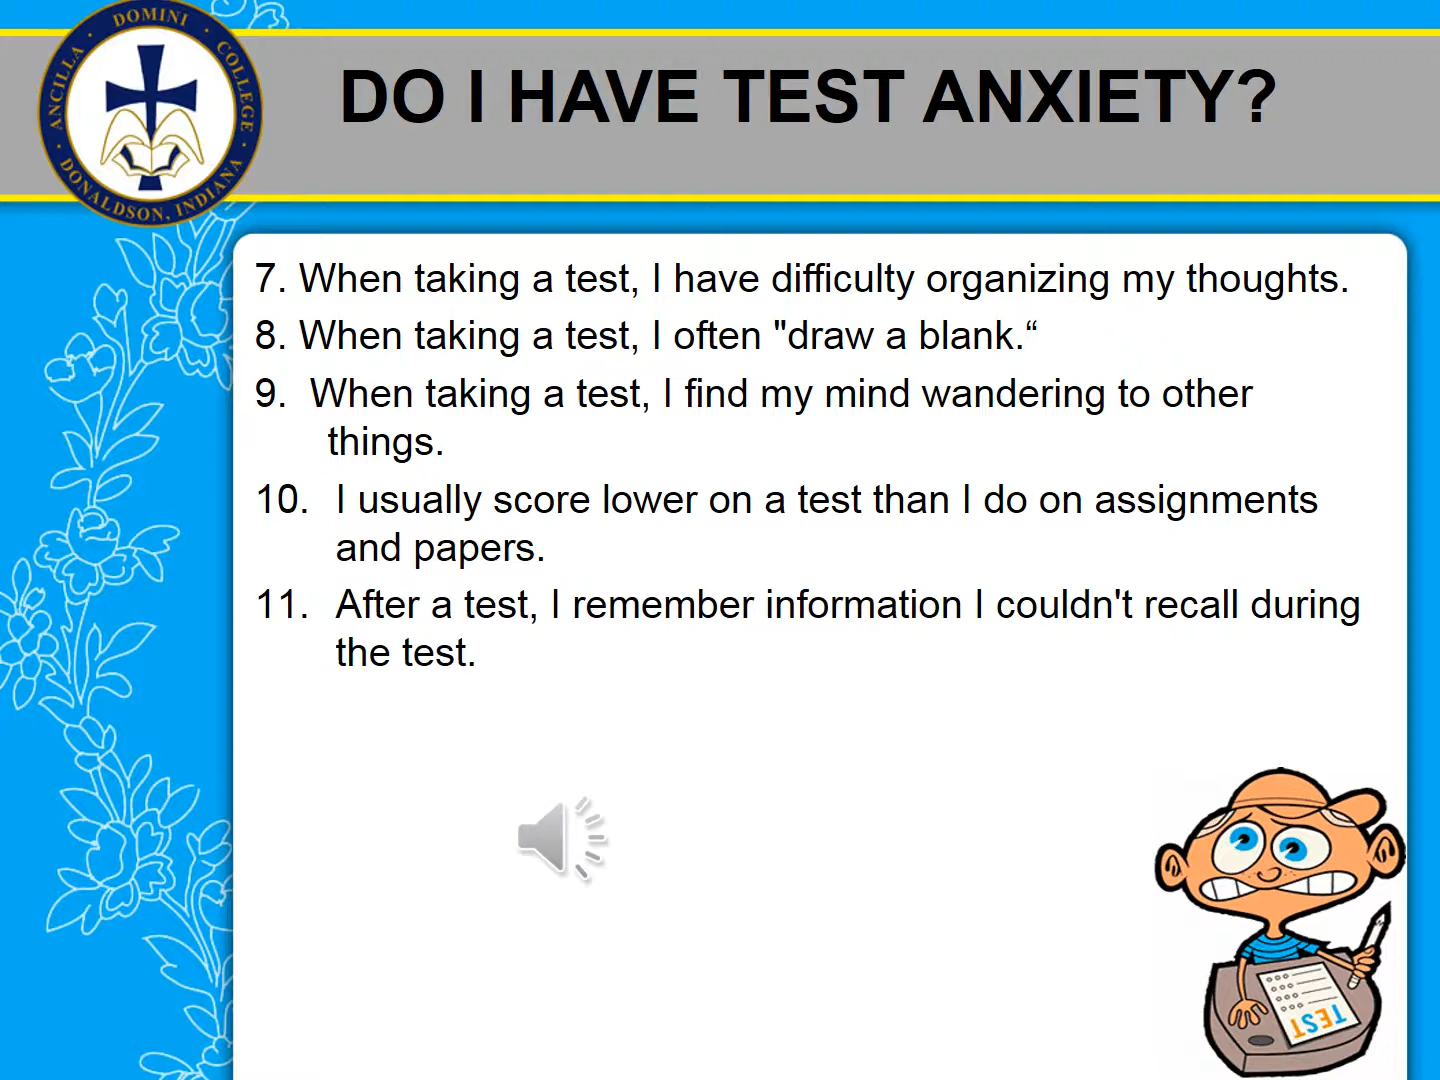 ANCILLA · DOMINI · COLLEGE · DONALDSON, INDIANA ·
DO I HAVE TEST ANXIETY?
7. When taking a test, I have difficulty organizing my thoughts.
8. When taking a test, I often "draw a blank.“
9. When taking a test, I find my mind wandering to other
things.
10. I usually score lower on a test than I do on assignments
and papers.
11. After a test, I remember information I couldn't recall during
the test.
TEST